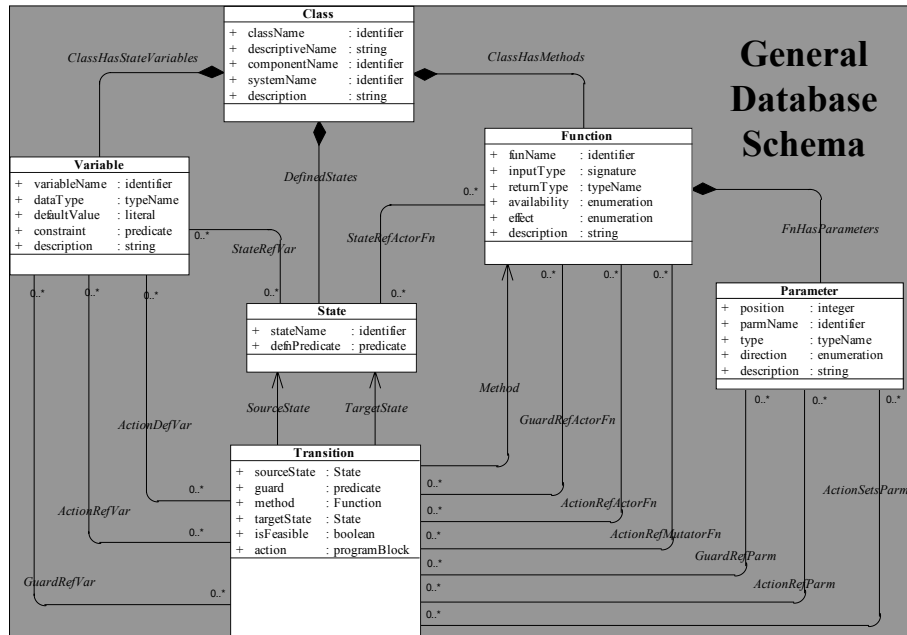 General
Database
Schema
Class
+ className : identifier
+ descriptiveName : string
+ componentName : identifier
+ systemName : identifier
+ description : string
ClassHasStateVariables
ClassHasMethods
DefinedStates
Variable
+ variableName : identifier
+ dataType : typeName
+ defaultValue : literal
+ constraint : predicate
+ description : string
Function
+ funName : identifier
+ inputType : signature
+ returnType : typeName
+ availability : enumeration
+ effect : enumeration
+ description : string
0..*
0..*
StateRefVar
StateRefActorFn
FnHasParameters
0..*
0..*
0..*
0..*
0..*
0..*
0..*
0..*
State
+ stateName : identifier
+ defnPredicate : predicate
Parameter
+ position : integer
+ parmName : identifier
+ type : typeName
+ direction : enumeration
+ description : string
SourceState
TargetState
Method
0..*
0..*
0..*
ActionDefVar
GuardRefActorFn
Transition
+ sourceState : State
+ guard : predicate
+ method : Function
+ targetState : State
+ isFeasible : boolean
+ action : programBlock
0..*
0..*
0..*
0..*
0..*
0..*
0..*
0..*
0..*
ActionRefVar
GuardRefVar
ActionRefActorFn
ActionRefMutatorFn
ActionSetsParm
GuardRefParm
ActionRefParm